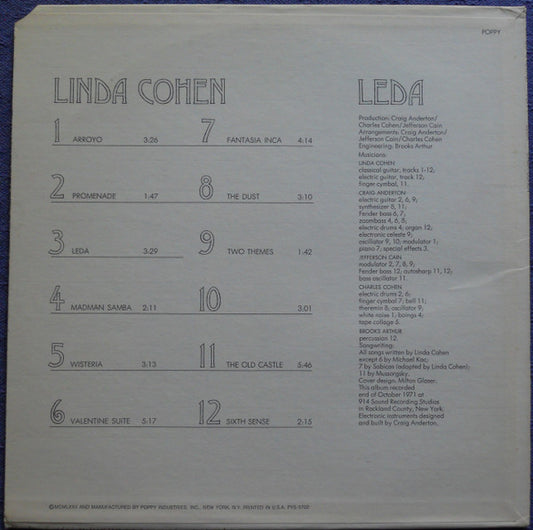 POPPY
LINDA COHEN
1 ARROYO 3:26
2 PROMENADE 1:47
3 LEDA 3:29
4 MADMAN SAMBA 2:11
5 WISTERIA 3:13
6 VALENTINE SUITE 5:17
7 FANTASIA INCA 4:14
8 THE DUST 3:10
9 TWO THEMES 1:42
10 3:01
11 THE OLD CASTLE 5:46
12 SIXTH SENSE 2:15
LEDA
Production: Craig Anderton/
Charles Cohen/Jefferson Cain
Arrangements: Craig Anderton/
Jefferson Cain/Charles Cohen
Engineering: Brooks Arthur
Musicians:
LINDA COHEN
classical guitar, tracks 1-12;
electric guitar, track 12;
finger cymbal, 11.
CRAIG ANDERTON
electric guitar 2, 6, 9;
synthesizer 8, 11;
Fender bass 6, 7;
zoombass 4, 6, 8;
electric drums 4; organ 12;
electronic celeste 9;
oscillator 9, 10; modulator 1;
piano 7; special effects 3.
JEFFERSON CAIN
modulator 2, 7, 8, 9;
Fender bass 12; autosharp 11, 12;
bass oscillator 11.
CHARLES COHEN
electric drums 2, 6;
finger cymbal 7; bell 11;
theremin 8; oscillator 9;
white noise 1; boings 4;
tape collage 5.
BROOKS ARTHUR
percussion 12.
Songwriting:
All songs written by Linda Cohen
except 6 by Michael Kac;
7 by Sabicas (adapted by Linda Cohen);
11 by Mussorgsky.
Cover design: Milton Glaser.
This album recorded
end of October 1971 at
914 Sound Recording Studios
in Rockland County, New York.
Electronic instruments designed
and built by Craig Anderton.
AND MANUFACTURED BY POPPY INDUSTRIES, INC., NEW YORK, N.Y. PRINTED IN U.S.A. PYS-5702